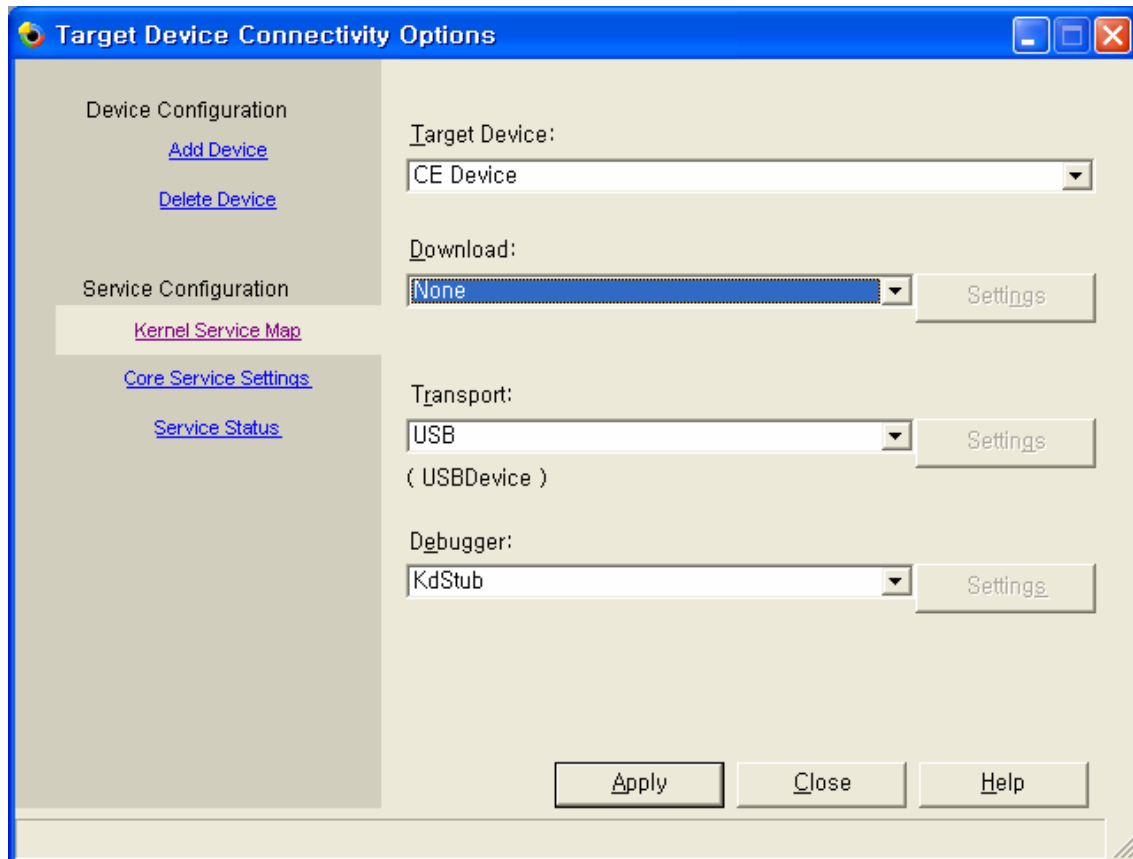 Target Device Connectivity Options
Device Configuration
Add Device
Delete Device
Service Configuration
Kernel Service Map
Core Service Settings
Service Status
Target Device:
CE Device
Download:
None
Settings
Transport:
USB
Settings
( USBDevice )
Debugger:
KdStub
Settings
Apply
Close
Help